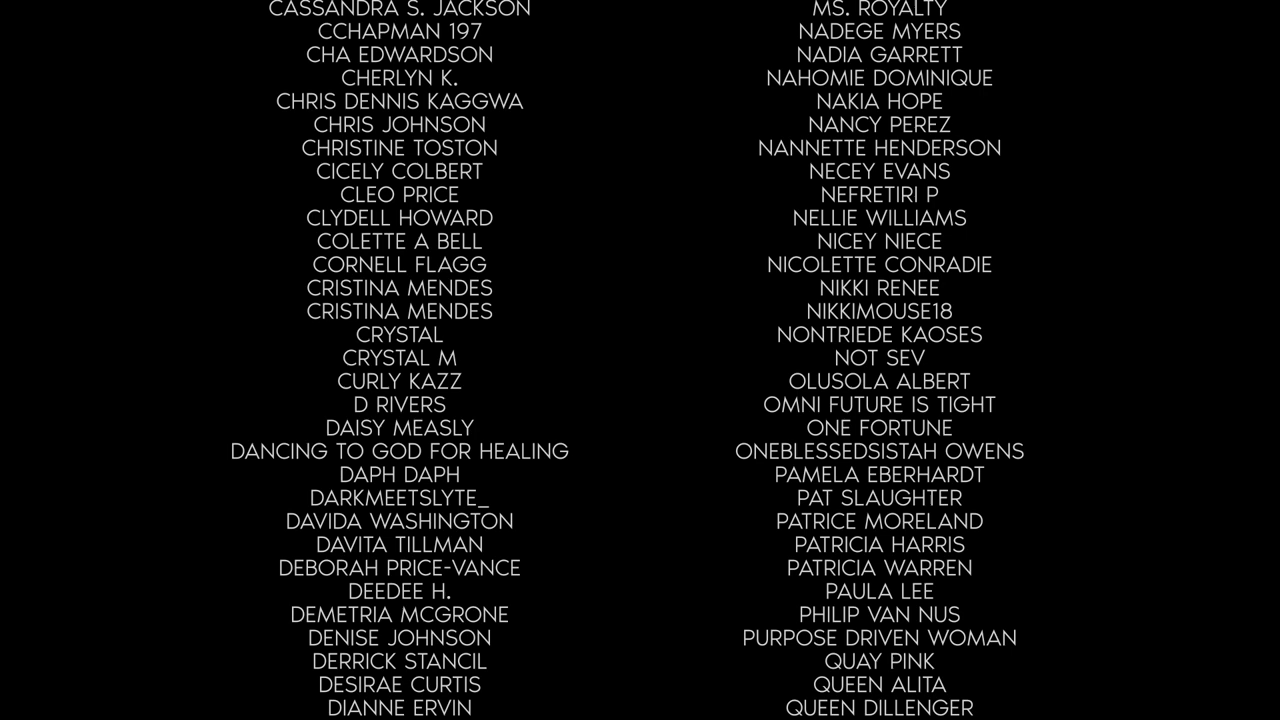 CASSANDRA S. JACKSON
CCHAPMAN 197
CHA EDWARDSON
CHERLYN K.
CHRIS DENNIS KAGGWA
CHRIS JOHNSON
CHRISTINE TOSTON
CICELY COLBERT
CLEO PRICE
CLYDELL HOWARD
COLETTE A BELL
CORNELL FLAGG
CRISTINA MENDES
CRISTINA MENDES
CRYSTAL
CRYSTAL M
CURLY KAZZ
D RIVERS
DAISY MEASLY
DANCING TO GOD FOR HEALING
DAPH DAPH
DARKMEETSLYTE_
DAVIDA WASHINGTON
DAVITA TILLMAN
DEBORAH PRICE-VANCE
DEEDEE H.
DEMETRIA MCGRONE
DENISE JOHNSON
DERRICK STANCIL
DESIRAE CURTIS
DIANNE ERVIN
MS. ROYALTY
NADEGE MYERS
NADIA GARRETT
NAHOMIE DOMINIQUE
NAKIA HOPE
NANCY PEREZ
NANNETTE HENDERSON
NECEY EVANS
NEFRETIRI P
NELLIE WILLIAMS
NICEY NIECE
NICOLETTE CONRADIE
NIKKI RENEE
NIKKIMOUSE18
NONTRIEDE KAOSES
NOT SEV
OLUSOLA ALBERT
OMNI FUTURE IS TIGHT
ONE FORTUNE
ONEBLESSEDSISTAH OWENS
PAMELA EBERHARDT
PAT SLAUGHTER
PATRICE MORELAND
PATRICIA HARRIS
PATRICIA WARREN
PAULA LEE
PHILIP VAN NUS
PURPOSE DRIVEN WOMAN
QUAY PINK
QUEEN ALITA
QUEEN DILLENGER